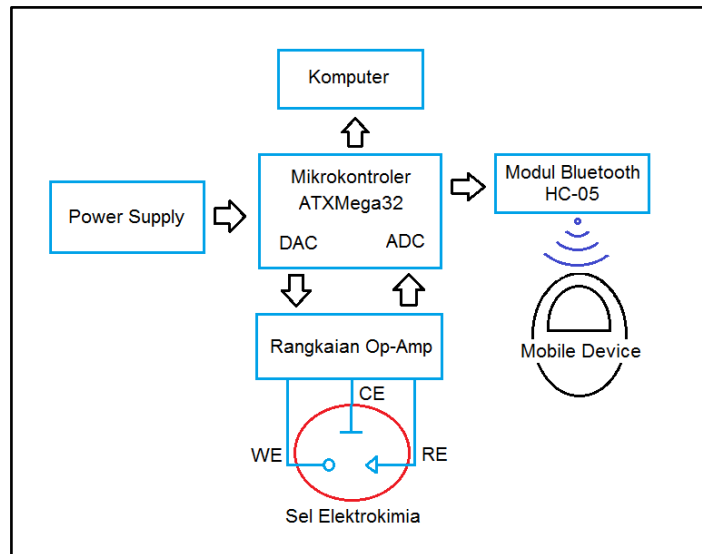 Komputer
Mikrokontroler
ATXMega32
DAC
ADC
Power Supply
Modul Bluetooth
HC-05
Mobile Device
Rangkaian Op-Amp
CE
WE
RE
Sel Elektrokimia